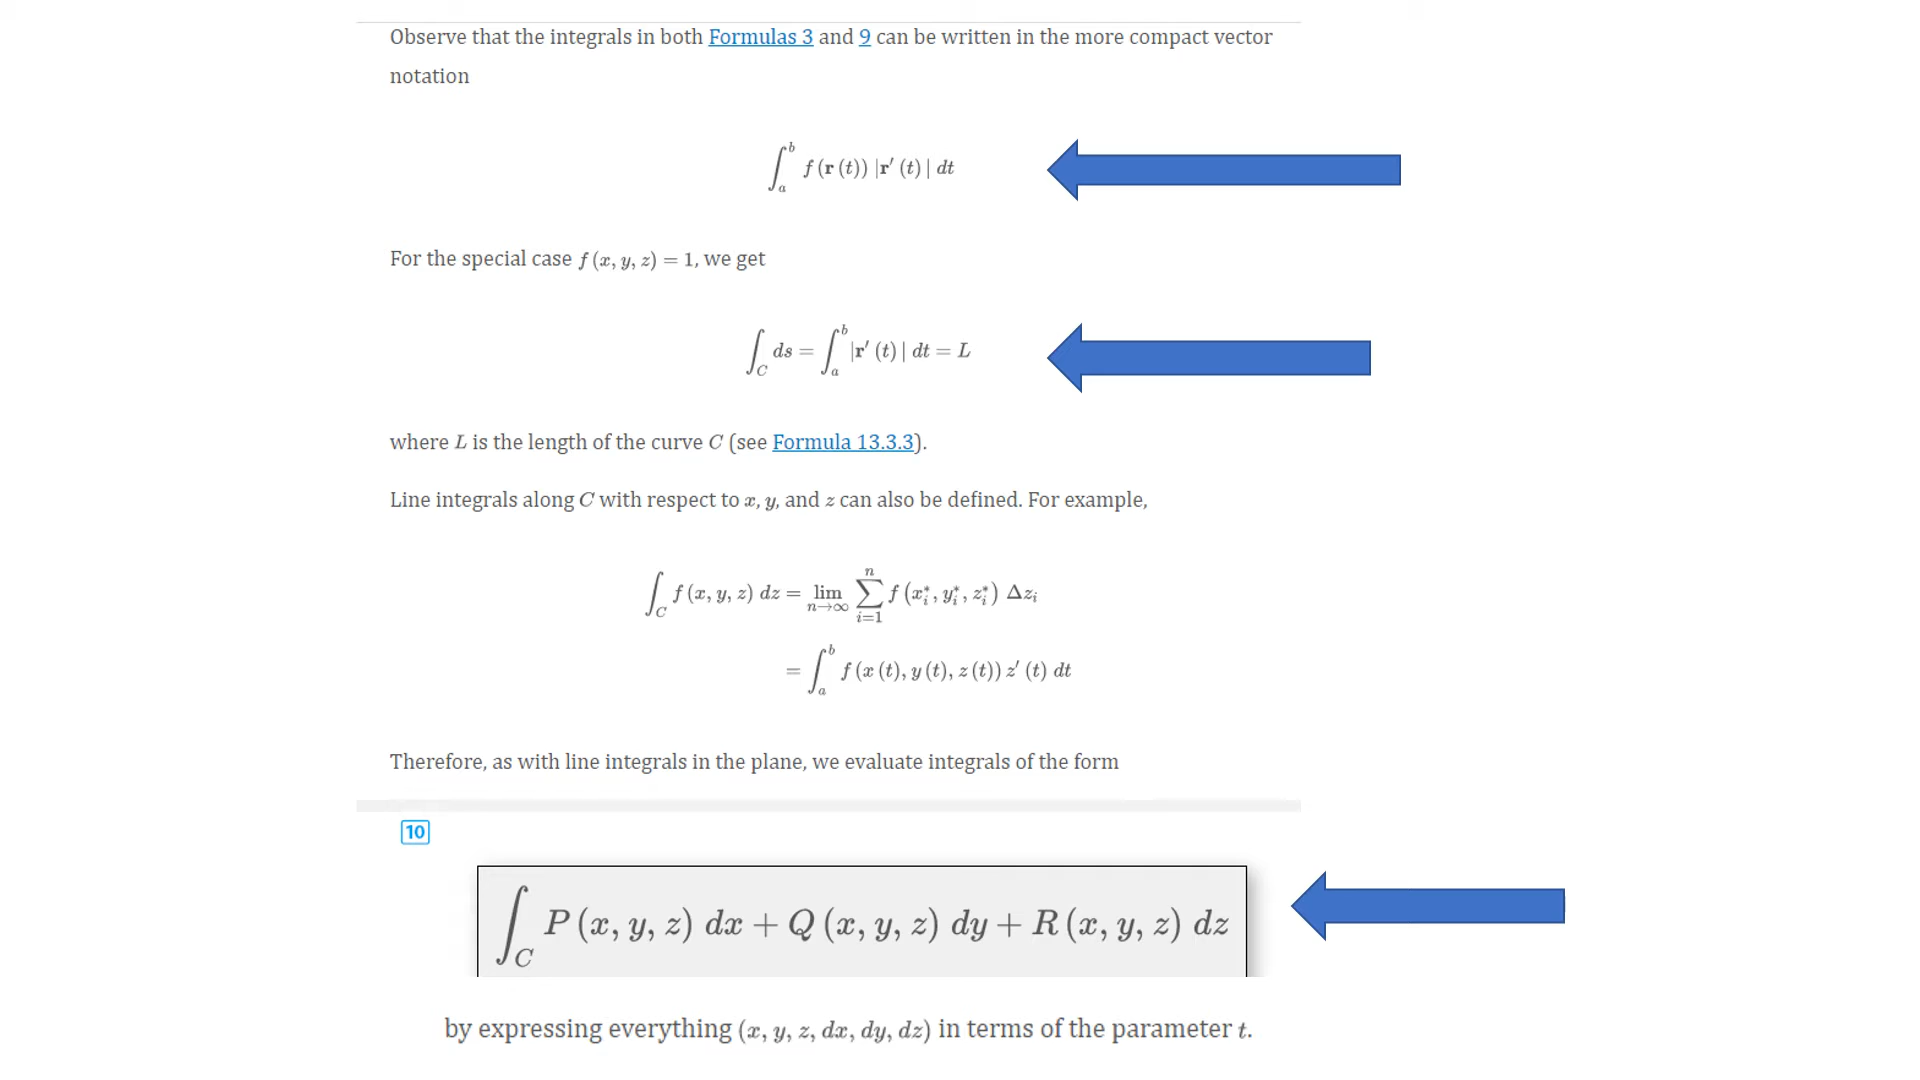 Observe that the integrals in both Formulas 3 and 9 can be written in the more compact vector
notation
∫_a^b f (r (t)) |r′ (t)| dt
For the special case f (x, y, z) = 1, we get
∫_C ds = ∫_a^b |r′ (t)| dt = L
where L is the length of the curve C (see Formula 13.3.3).
Line integrals along C with respect to x, y, and z can also be defined. For example,
∫_C f (x, y, z) dz = lim_{n→∞} ∑_{i=1}^n f (x_i^*, y_i^*, z_i^*) Δz_i
= ∫_a^b f (x (t), y (t), z (t)) z′ (t) dt
Therefore, as with line integrals in the plane, we evaluate integrals of the form
10
∫_C P (x, y, z) dx + Q (x, y, z) dy + R (x, y, z) dz
by expressing everything (x, y, z, dx, dy, dz) in terms of the parameter t.